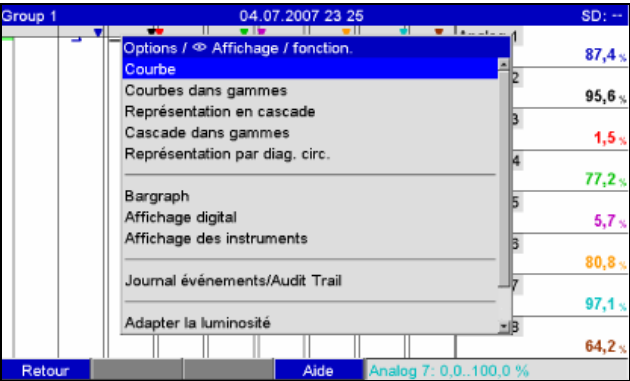 Group 1 04.07.2007 23 25 SD: --
Options / Affichage / fonction.
Courbe
Courbes dans gammes
Représentation en cascade
Cascade dans gammes
Représentation par diag. circ.
Bargraph
Affichage digital
Affichage des instruments
Journal événements/Audit Trail
Adapter la luminosité
1
87,4 %
2
95,6 %
3
1,5 %
4
77,2 %
5
5,7 %
6
80,8 %
7
97,1 %
8
64,2 %
Retour Aide Analog 7: 0,0..100,0 %